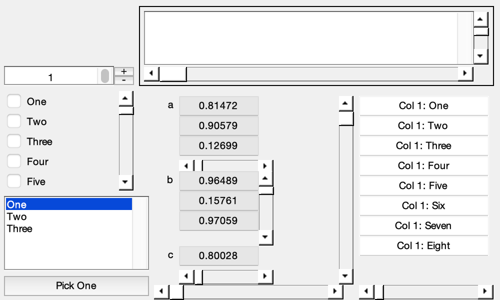 1
+
-
One
Two
Three
Four
Five
One
Two
Three
Pick One
a
0.81472
0.90579
0.12699
b
0.96489
0.15761
0.97059
c
0.80028
Col 1: One
Col 1: Two
Col 1: Three
Col 1: Four
Col 1: Five
Col 1: Six
Col 1: Seven
Col 1: Eight